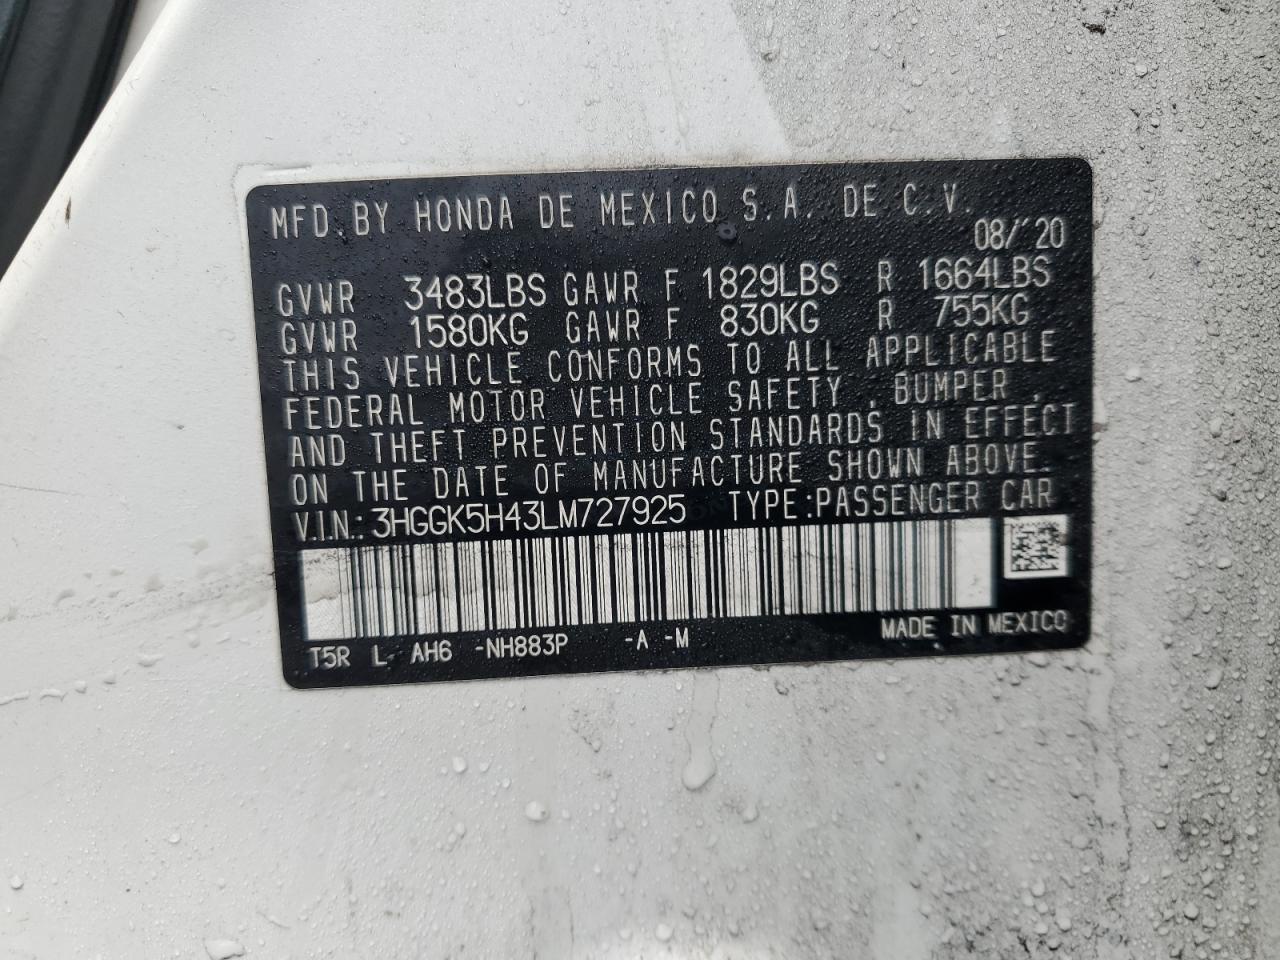 MFD. BY HONDA DE MEXICO S.A. DE C.V.
08/'20
GVWR 3483LBS GAWR F 1829LBS R 1664LBS
GVWR 1580KG GAWR F 830KG R 755KG
THIS VEHICLE CONFORMS TO ALL APPLICABLE
FEDERAL MOTOR VEHICLE SAFETY , BUMPER ,
AND THEFT PREVENTION STANDARDS IN EFFECT
ON THE DATE OF MANUFACTURE SHOWN ABOVE.
V.I.N.: 3HGGK5H43LM727925 TYPE:PASSENGER CAR
MADE IN MEXICO
T5R L AH6 -NH883P -A -M